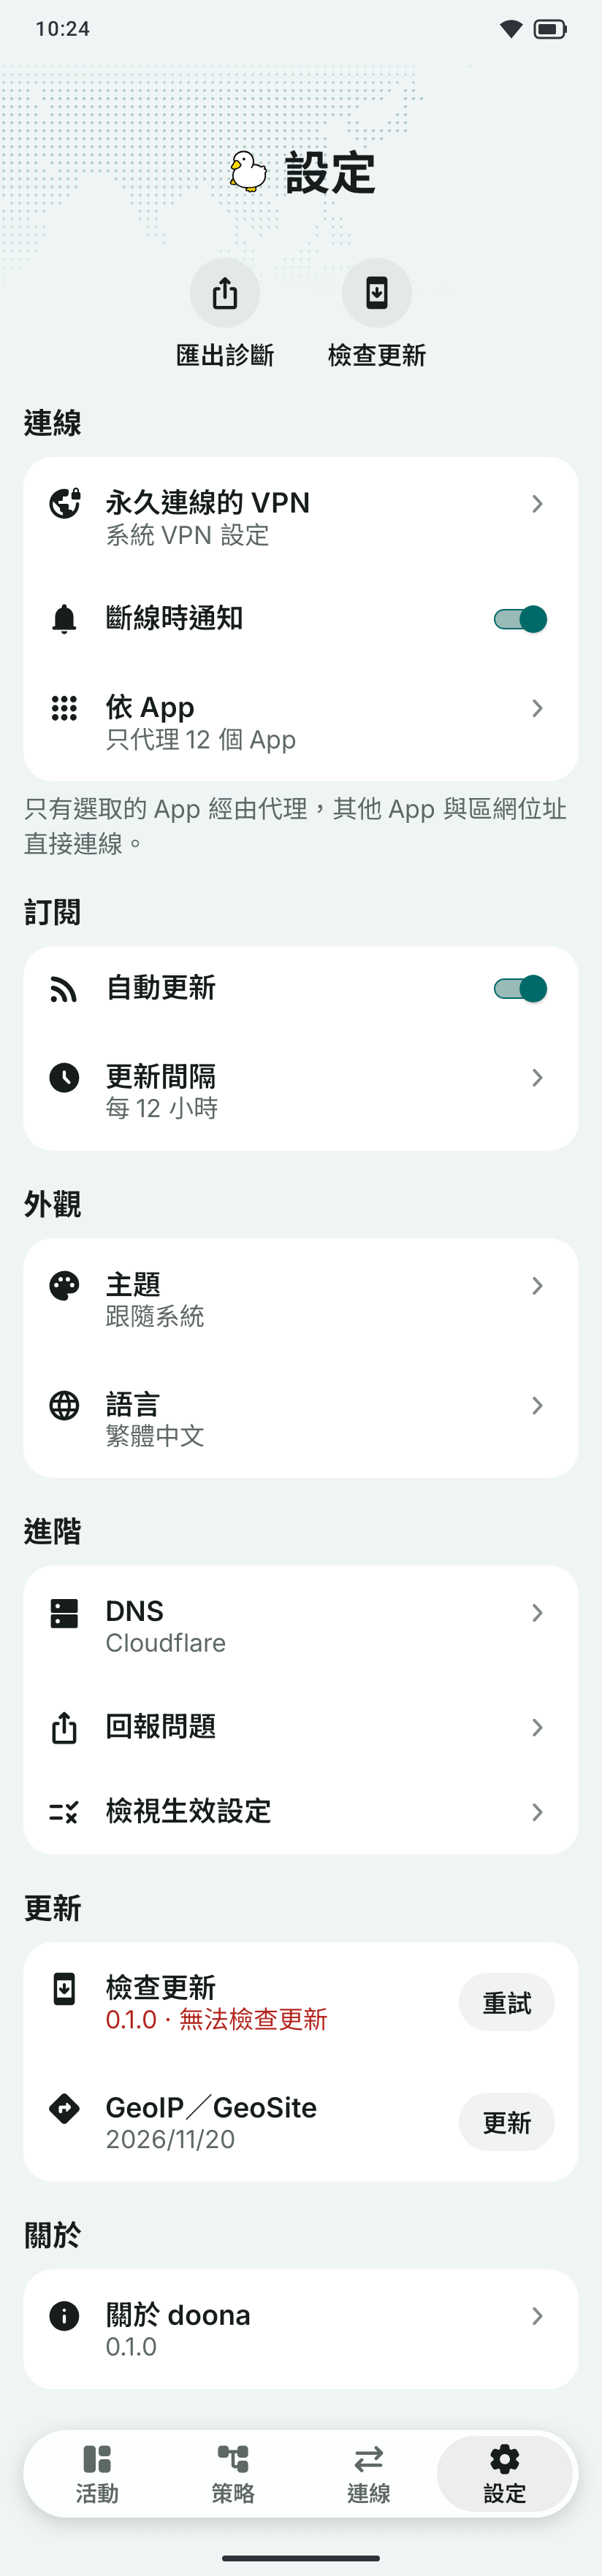 10:24
設定
匯出診斷
檢查更新
連線
永久連線的 VPN
系統 VPN 設定
斷線時通知
依 App
只代理 12 個 App
只有選取的 App 經由代理，其他 App 與區網位址
直接連線。
訂閱
自動更新
更新間隔
每 12 小時
外觀
主題
跟隨系統
語言
繁體中文
進階
DNS
Cloudflare
回報問題
檢視生效設定
更新
檢查更新
0.1.0 · 無法檢查更新
重試
GeoIP／GeoSite
2026/11/20
更新
關於
關於 doona
0.1.0
活動
策略
連線
設定